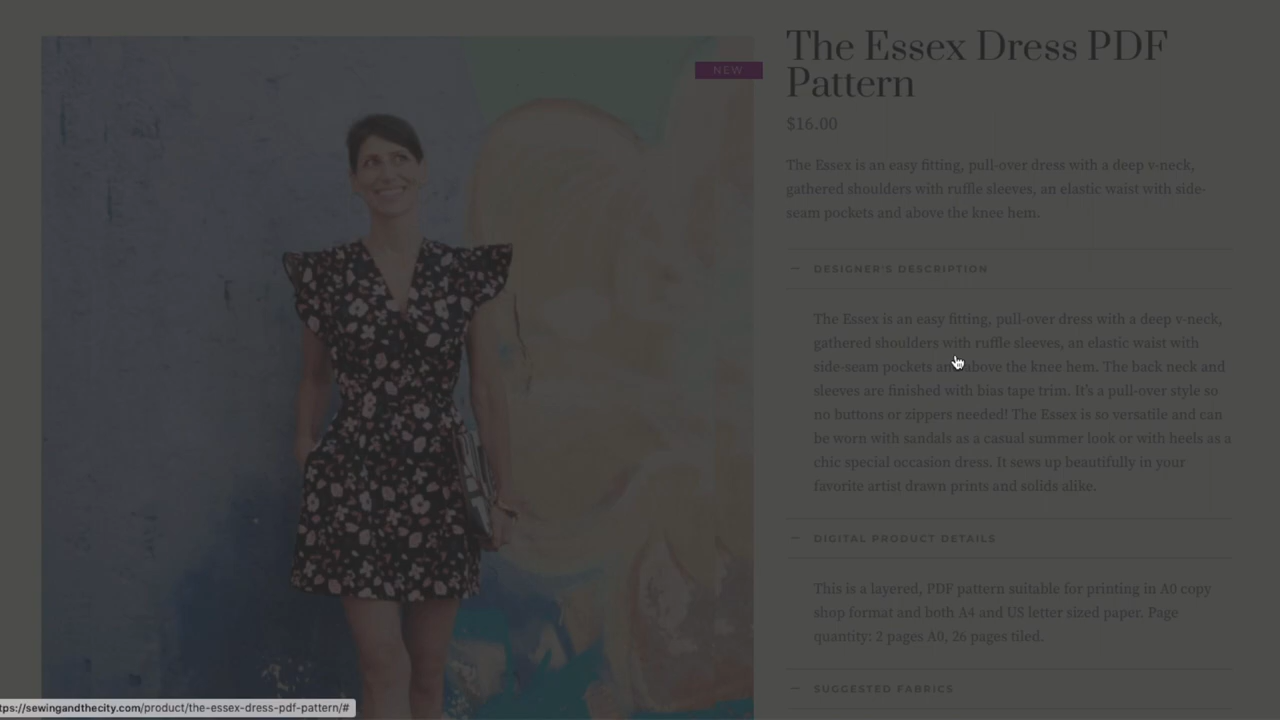 The Essex Dress PDF
Pattern
NEW
$16.00
The Essex is an easy fitting, pull-over dress with a deep v-neck,
gathered shoulders with ruffle sleeves, an elastic waist with side-
seam pockets and above the knee hem.
— DESIGNER'S DESCRIPTION
The Essex is an easy fitting, pull-over dress with a deep v-neck,
gathered shoulders with ruffle sleeves, an elastic waist with
side-seam pockets and above the knee hem. The back neck and
sleeves are finished with bias tape trim. It's a pull-over style so
no buttons or zippers needed! The Essex is so versatile and can
be worn with sandals as a casual summer look or with heels as a
chic special occasion dress. It sews up beautifully in your
favorite artist drawn prints and solids alike.
— DIGITAL PRODUCT DETAILS
This is a layered, PDF pattern suitable for printing in A0 copy
shop format and both A4 and US letter sized paper. Page
quantity: 2 pages A0, 26 pages tiled.
— SUGGESTED FABRICS
tps://sewingandthecity.com/product/the-essex-dress-pdf-pattern/#